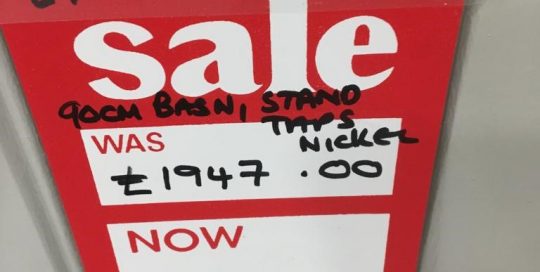 sale
90CM BASN, STAND
TAPS
NICKEL
WAS
£1947.00
NOW